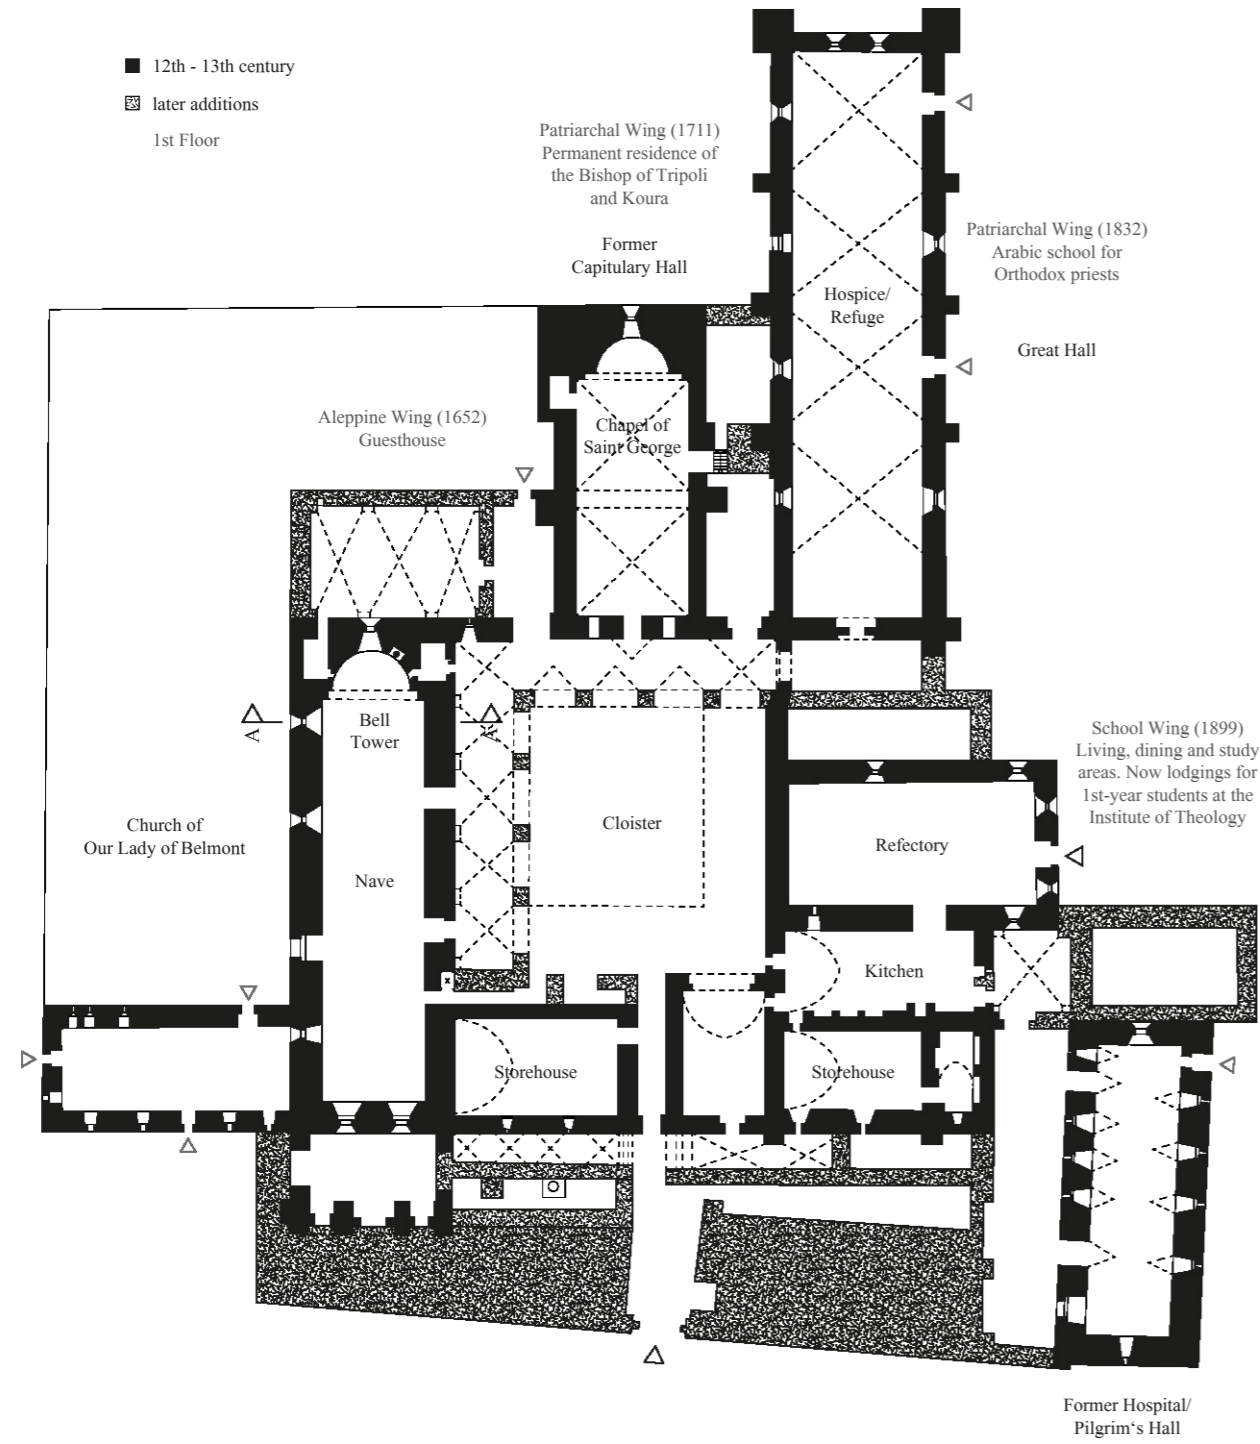 12th - 13th century
later additions
1st Floor
Patriarchal Wing (1711)
Permanent residence of
the Bishop of Tripoli
and Koura
Former
Capitulary Hall
Patriarchal Wing (1832)
Arabic school for
Orthodox priests
Hospice/
Refuge
Great Hall
Aleppine Wing (1652)
Guesthouse
Chapel of
Saint George
A
Bell
Tower
A
School Wing (1899)
Living, dining and study
areas. Now lodgings for
1st-year students at the
Institute of Theology
Church of
Our Lady of Belmont
Cloister
Refectory
Nave
Kitchen
Storehouse
Storehouse
Former Hospital/
Pilgrim‘s Hall